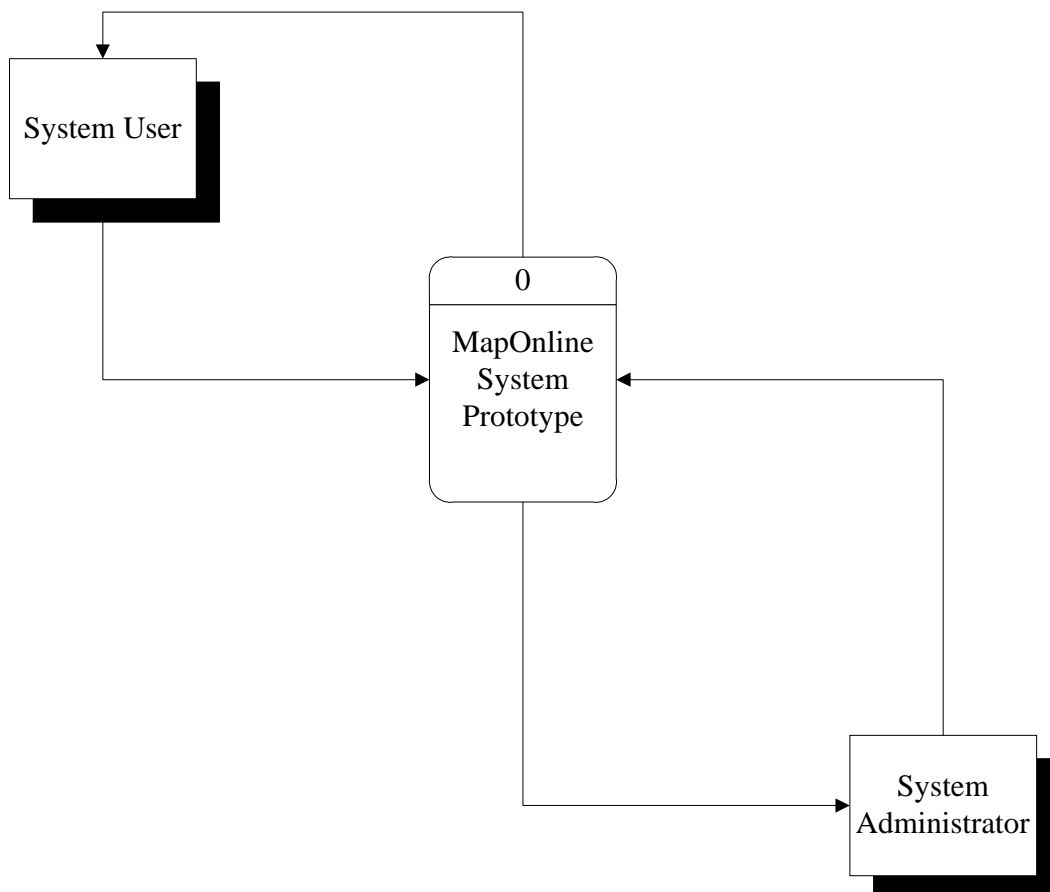 System User
0
MapOnline
System
Prototype
System
Administrator